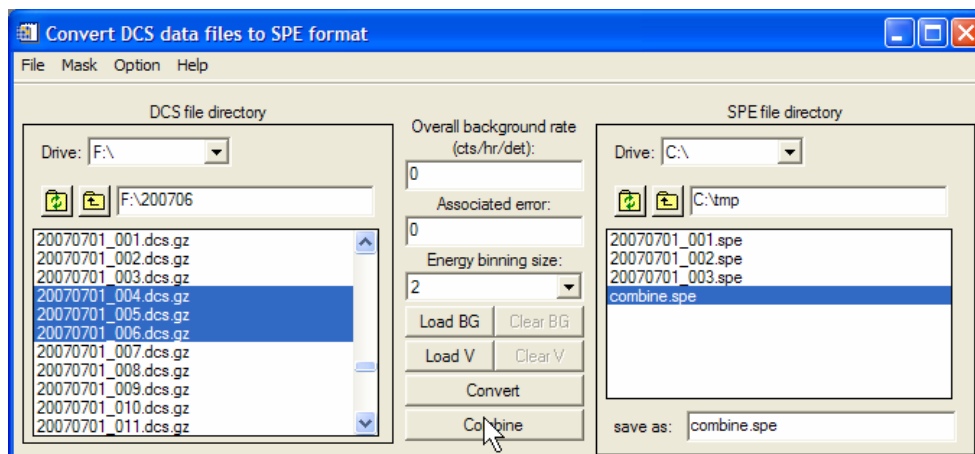 Convert DCS data files to SPE format
File Mask Option Help
DCS file directory
Drive: F:\
F:\200706
20070701_001.dcs.gz
20070701_002.dcs.gz
20070701_003.dcs.gz
20070701_004.dcs.gz
20070701_005.dcs.gz
20070701_006.dcs.gz
20070701_007.dcs.gz
20070701_008.dcs.gz
20070701_009.dcs.gz
20070701_010.dcs.gz
20070701_011.dcs.gz
Overall background rate
(cts/hr/det):
0
Associated error:
0
Energy binning size:
2
Load BG Clear BG
Load V Clear V
Convert
Combine
SPE file directory
Drive: C:\
C:\tmp
20070701_001.spe
20070701_002.spe
20070701_003.spe
combine.spe
save as: combine.spe